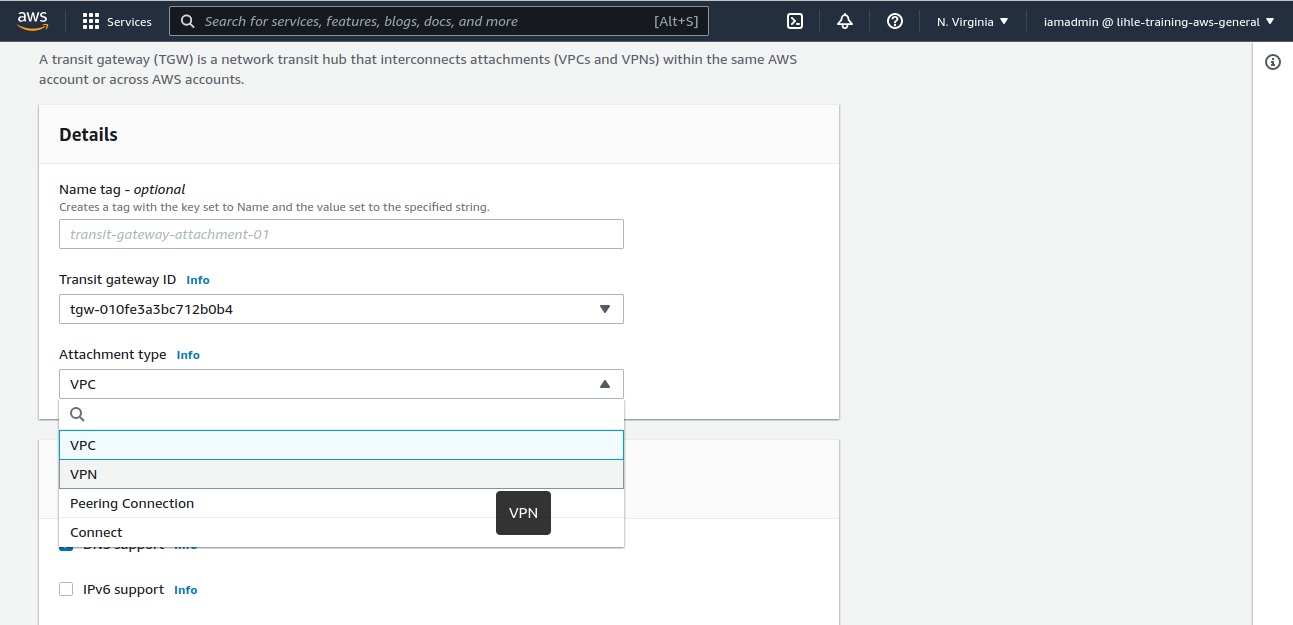 aws
Services
Search for services, features, blogs, docs, and more
[Alt+S]
N. Virginia
iamadmin @ lihle-training-aws-general
A transit gateway (TGW) is a network transit hub that interconnects attachments (VPCs and VPNs) within the same AWS
account or across AWS accounts.
Details
Name tag - optional
Creates a tag with the key set to Name and the value set to the specified string.
transit-gateway-attachment-01
Transit gateway ID Info
tgw-010fe3a3bc712b0b4
Attachment type Info
VPC
VPC
VPN
Peering Connection
VPN
Connect
DNS support Info
IPv6 support Info